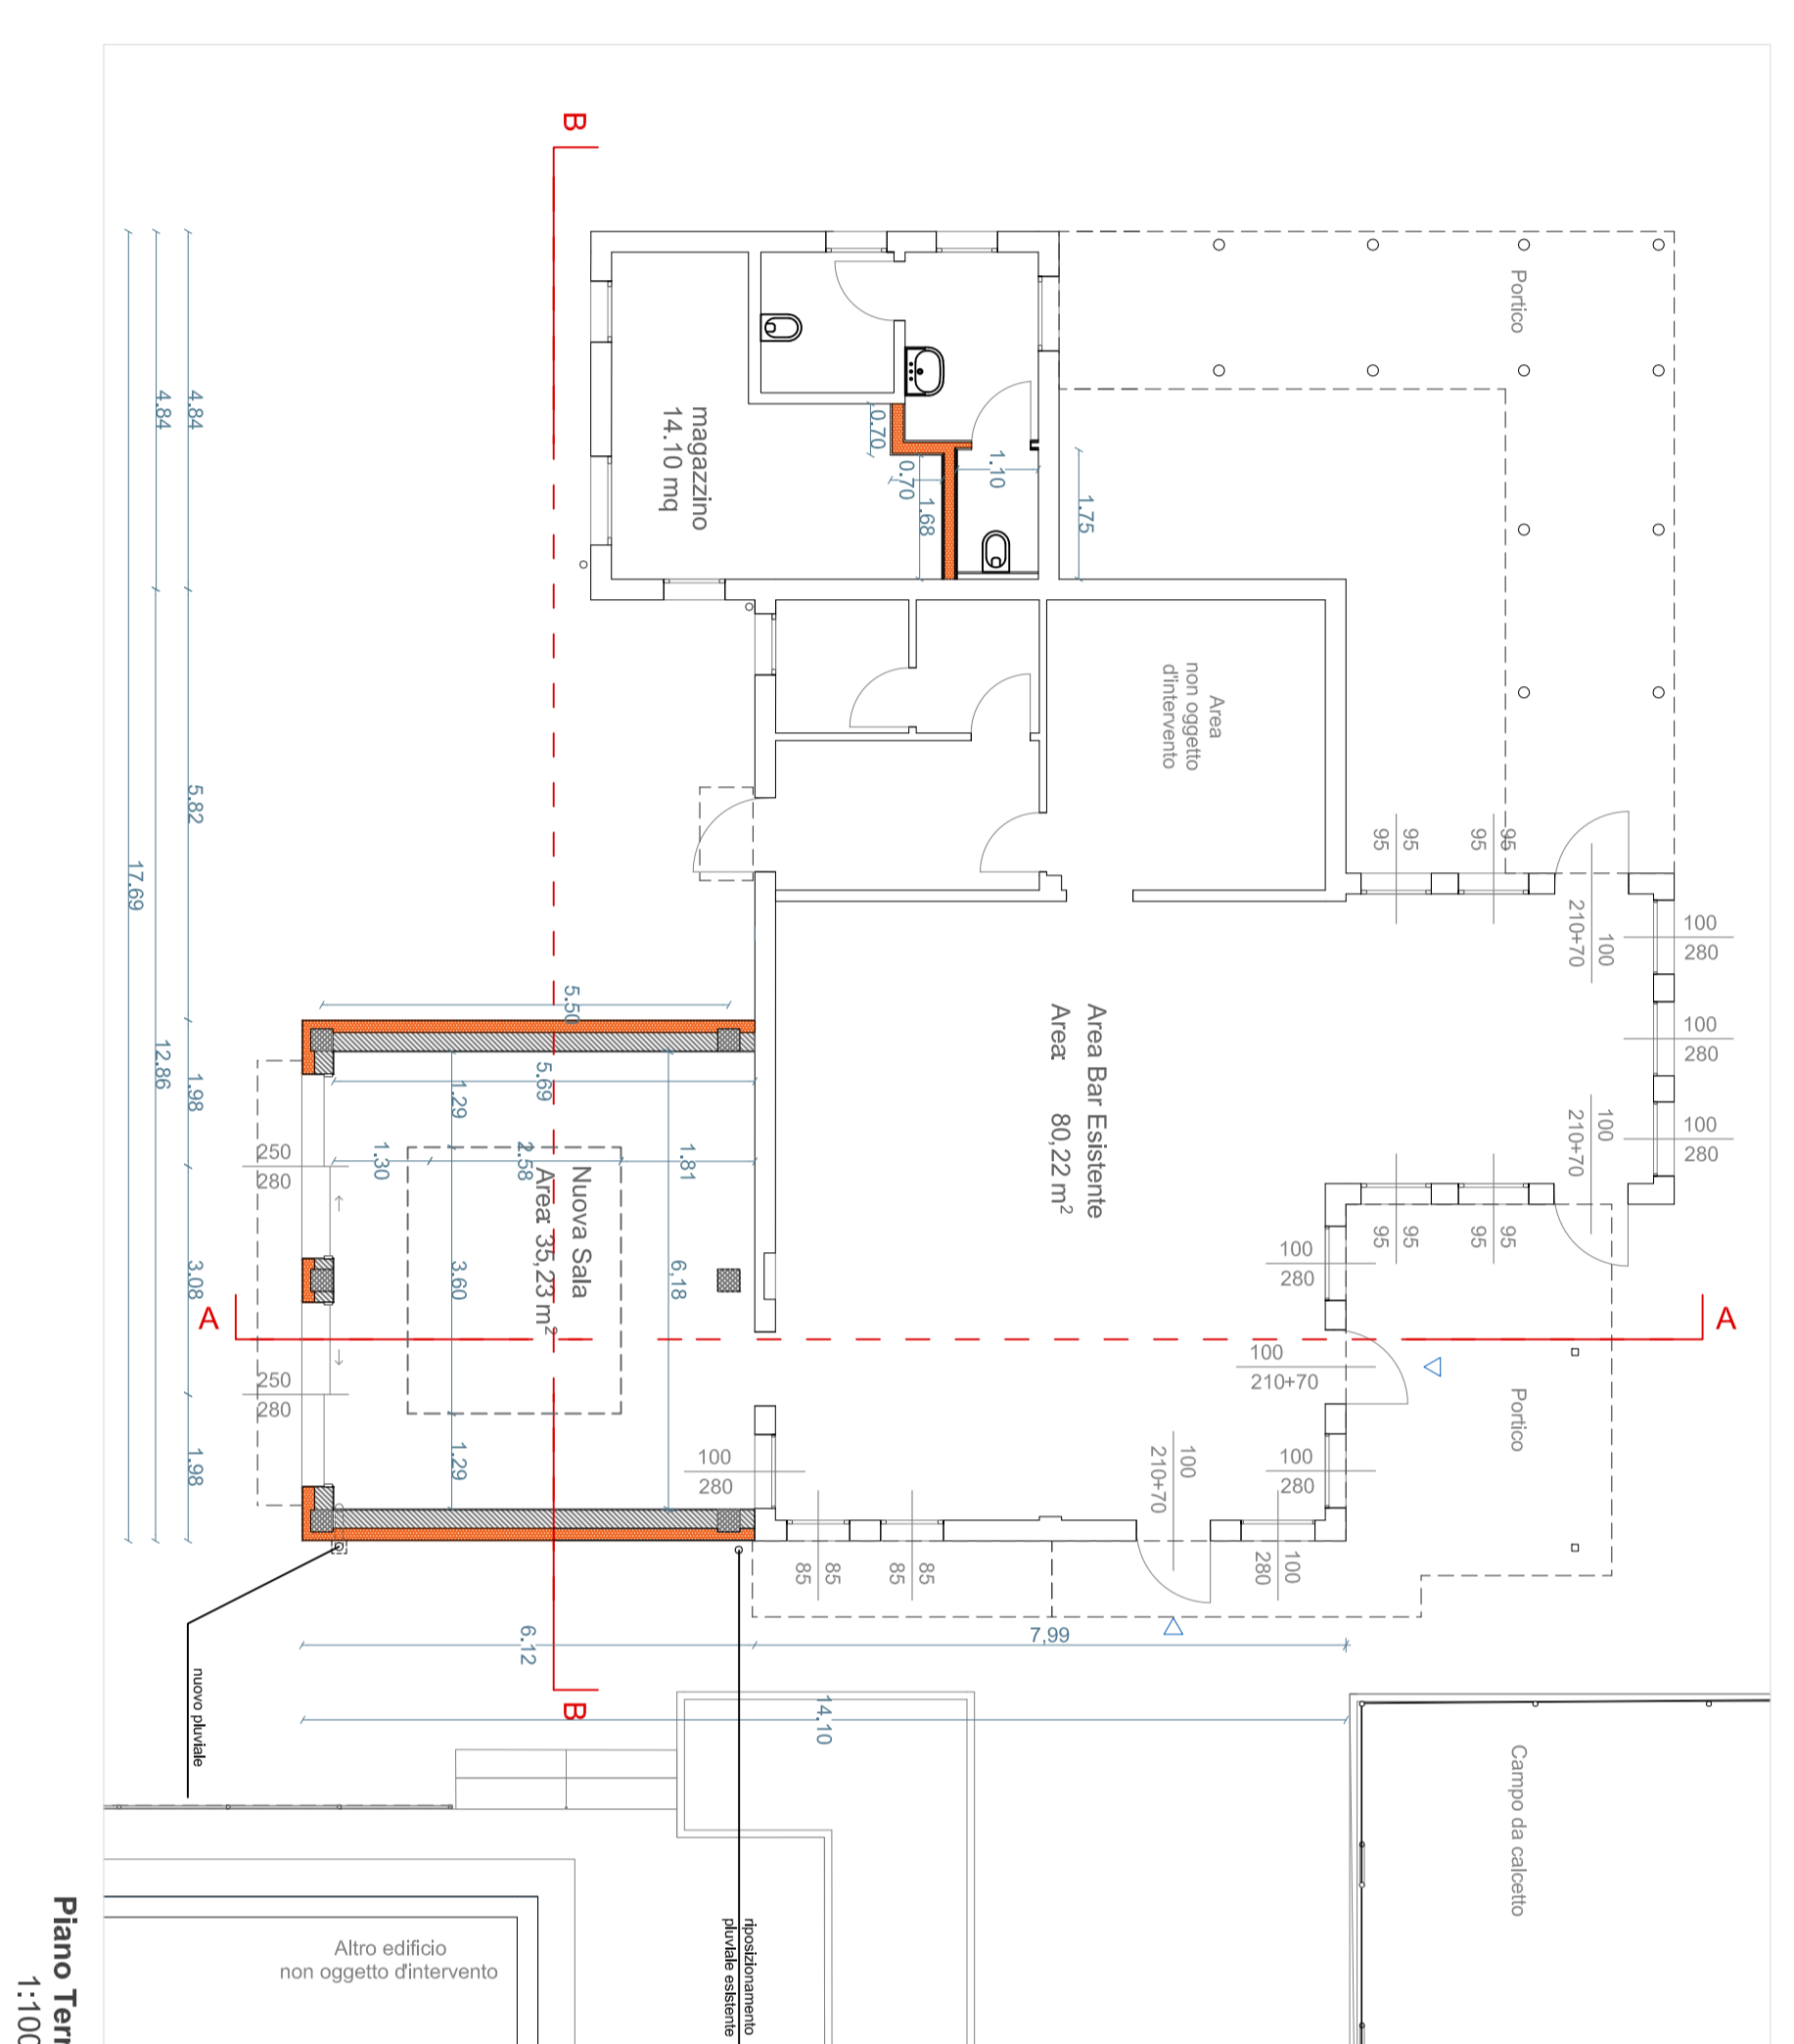 B
Portico
4.84
4.84
magazzino
14.10 mq
0.70
0.70
1.10
1.68
1.75
Area
non oggetto
d'intervento
5.82
17.69
12.86
95
95
95
95
100
210+70
100
280
100
280
100
210+70
100
280
5.50
5.69
1.29
1.98
Area Bar Esistente
Area: 80,22 m²
250
280
1.30
2.58
1.81
Nuova Sala
Area: 35,23 m²
95
95
95
95
100
280
3.08
3.60
6,18
A
A
100
210+70
250
280
Portico
1.98
1.29
100
280
100
210+70
100
280
85
85
85
85
100
280
6.12
7,99
nuovo pluviale
B
14,10
Campo da calcetto
Altro edificio
non oggetto d'intervento
riposizionamento
pluviale esistente
Piano Terr
1:100